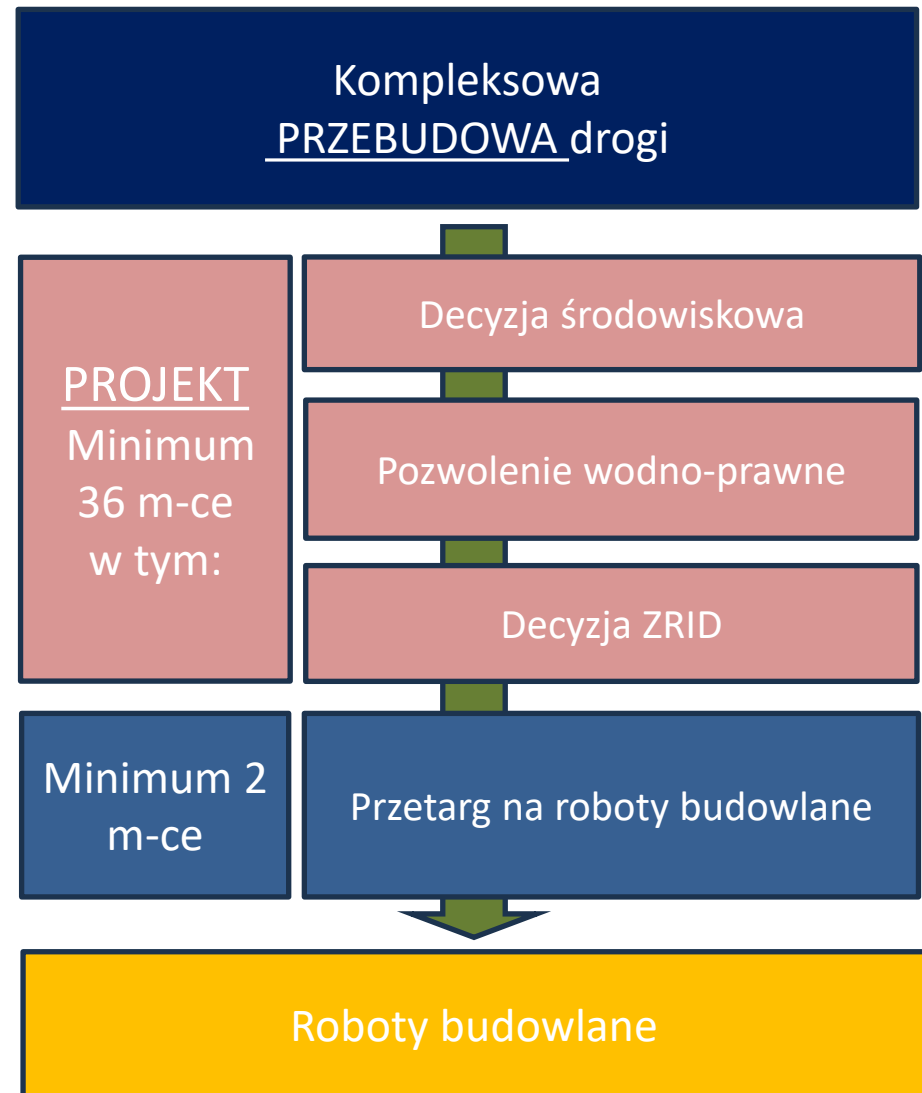 Kompleksowa
PRZEBUDOWA drogi
PROJEKT
Minimum
36 m-ce
w tym:
Decyzja środowiskowa
Pozwolenie wodno-prawne
Decyzja ZRID
Minimum 2
m-ce
Przetarg na roboty budowlane
Roboty budowlane